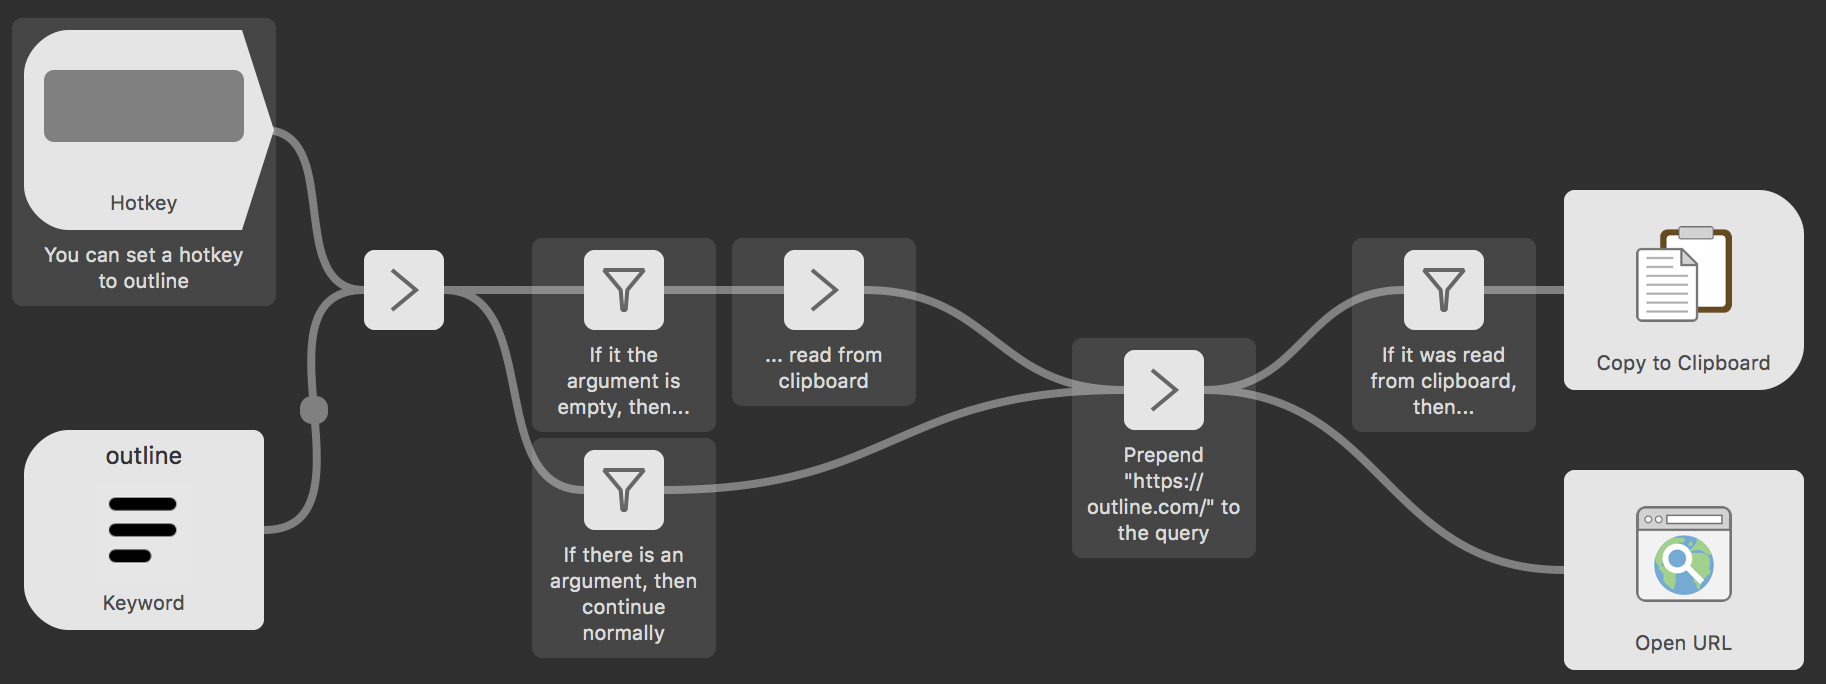 Hotkey
You can set a hotkey
to outline
outline
Keyword
If it the
argument is
empty, then...
... read from
clipboard
If there is an
argument, then
continue
normally
Prepend
"https://
outline.com/" to
the query
If it was read
from clipboard,
then...
Copy to Clipboard
Open URL